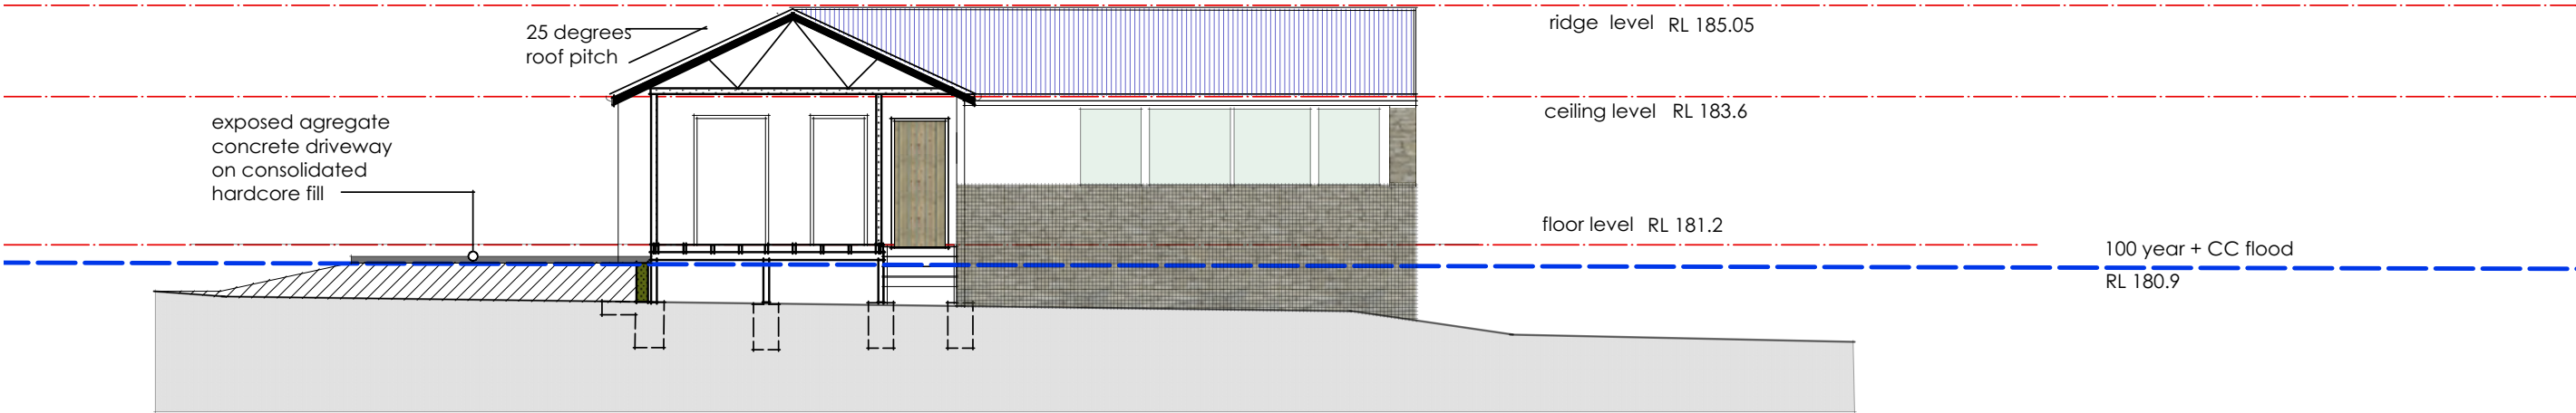 25 degrees
roof pitch
exposed agregate
concrete driveway
on consolidated
hardcore fill
ridge level RL 185.05
ceiling level RL 183.6
floor level RL 181.2
100 year + CC flood
RL 180.9